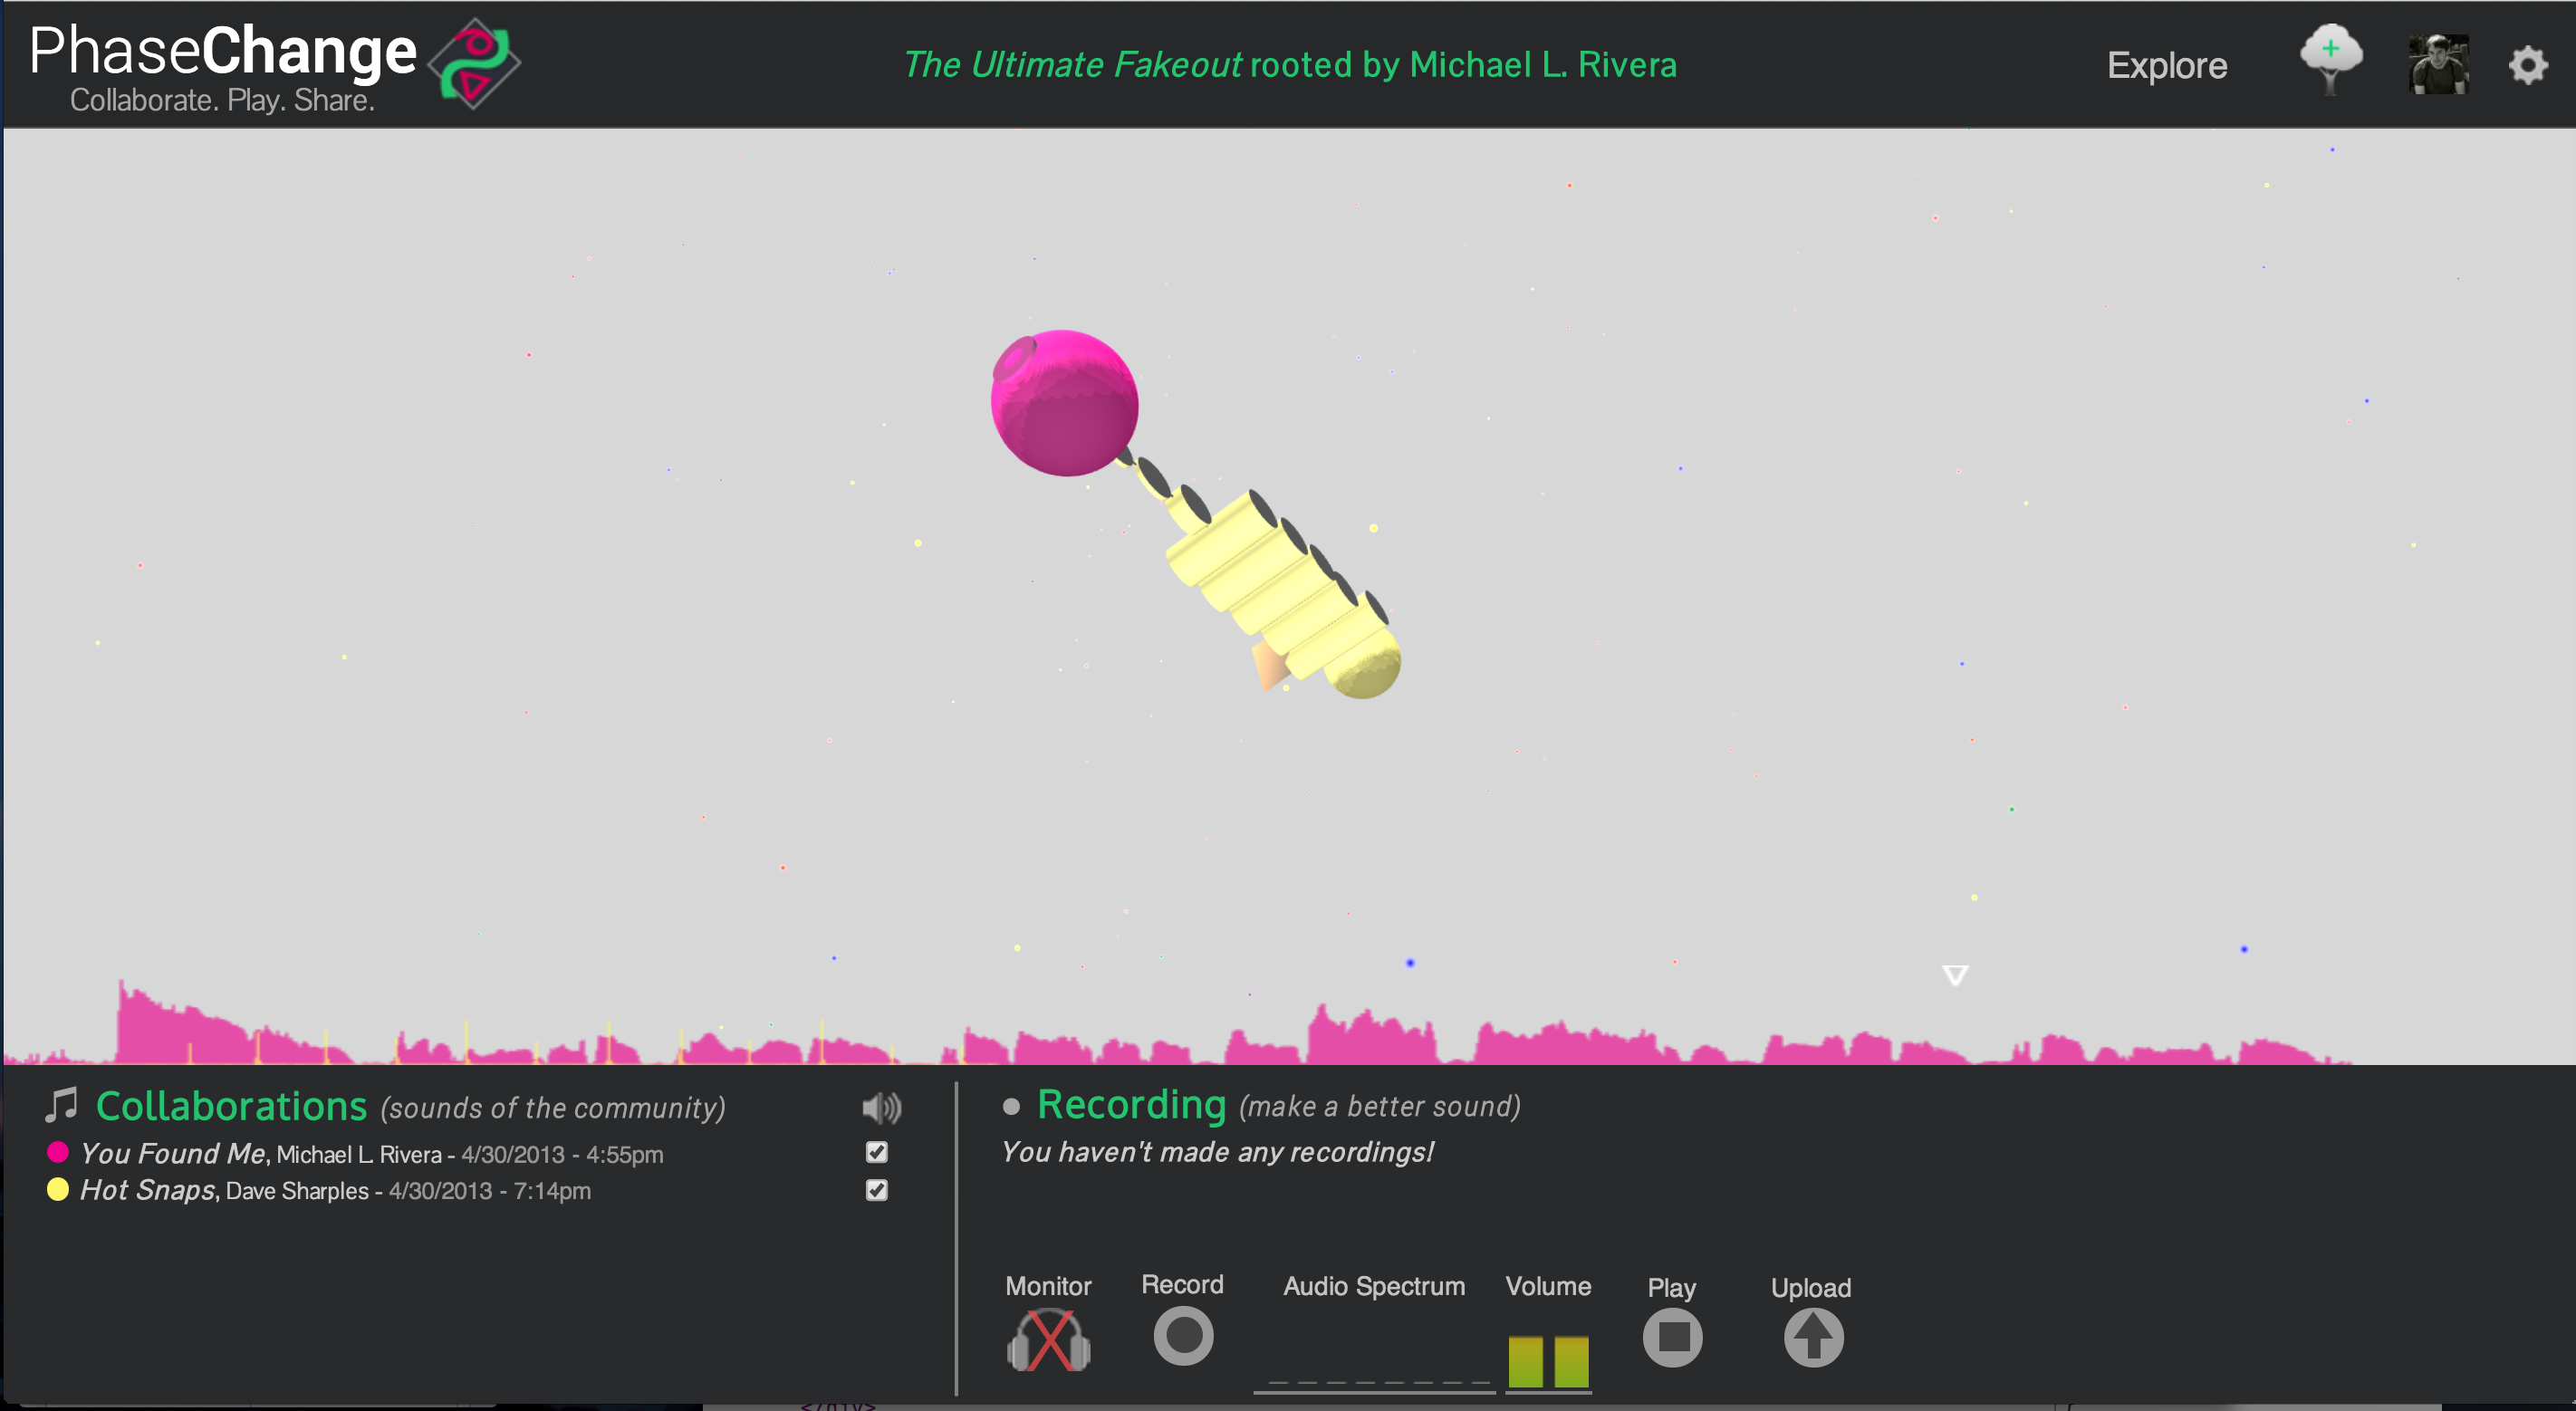 PhaseChange
Collaborate. Play. Share.
The Ultimate Fakeout rooted by Michael L. Rivera
Explore
Collaborations (sounds of the community)
You Found Me, Michael L. Rivera - 4/30/2013 - 4:55pm
Hot Snaps, Dave Sharples - 4/30/2013 - 7:14pm
Recording (make a better sound)
You haven't made any recordings!
Monitor
Record
Audio Spectrum
Volume
Play
Upload
</div>